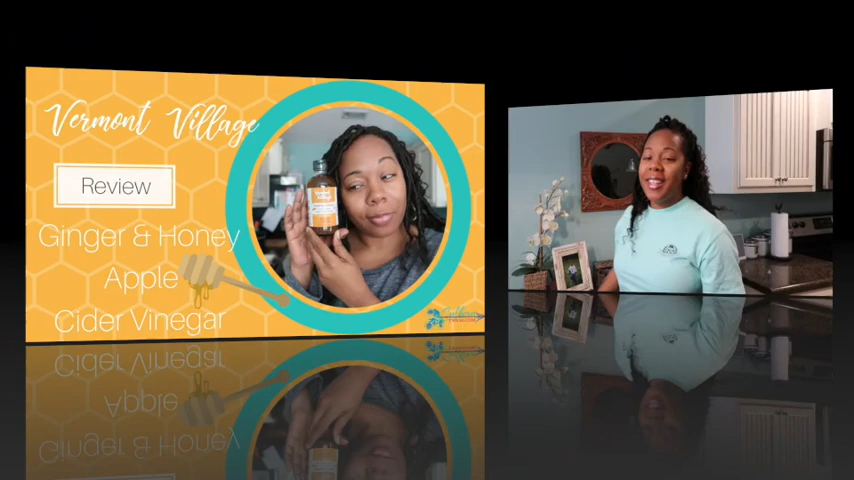 Vermont Village
Review
Ginger & Honey
Apple
Cider Vinegar